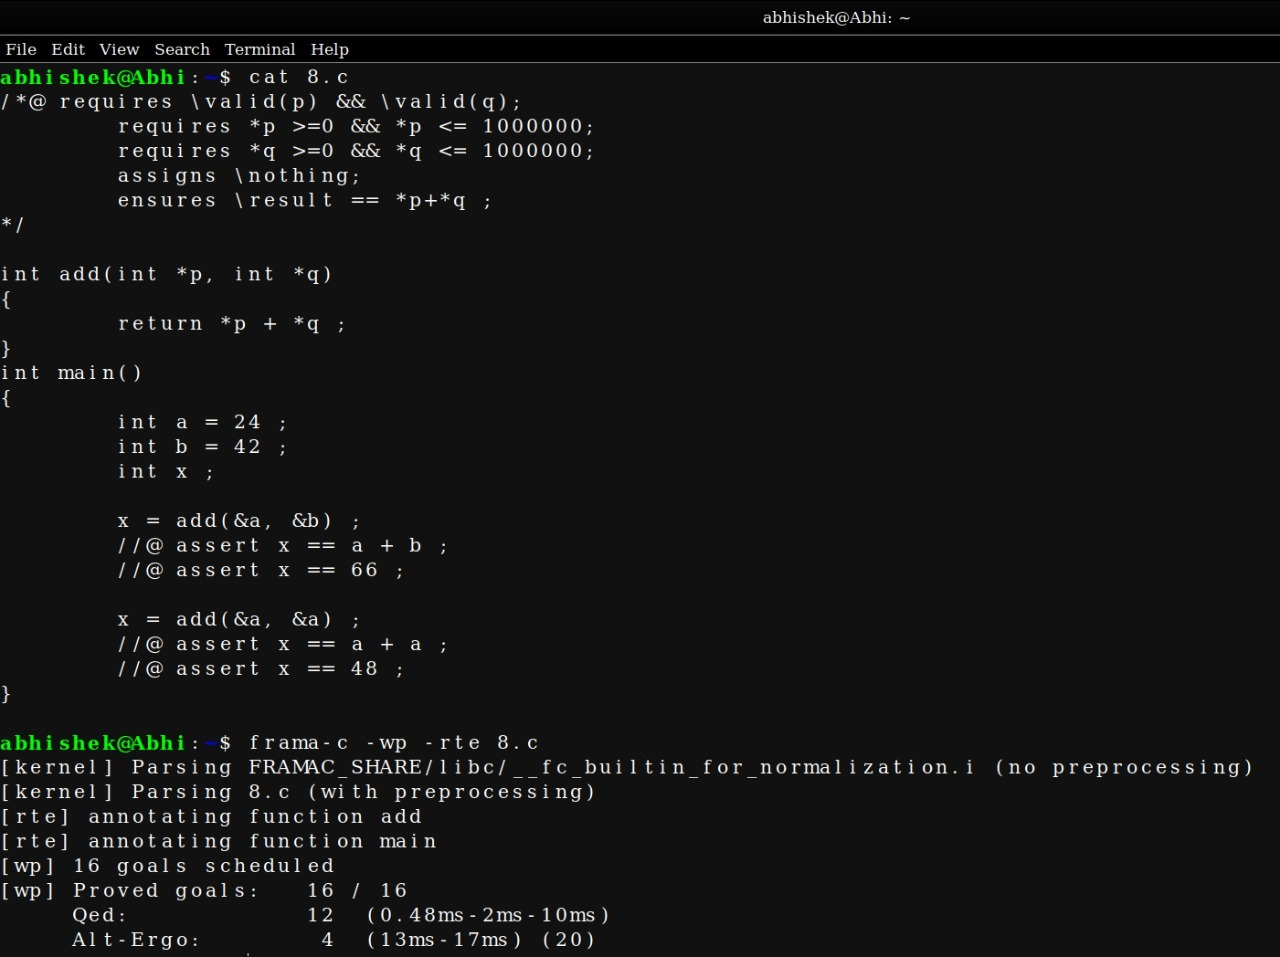 abhishek@Abhi: ~
File Edit View Search Terminal Help
abhishek@Abhi:~$ cat 8.c
/*@ requires \valid(p) && \valid(q);
        requires *p >=0 && *p <= 1000000;
        requires *q >=0 && *q <= 1000000;
        assigns \nothing;
        ensures \result == *p+*q ;
*/
int add(int *p, int *q)
{
        return *p + *q ;
}
int main()
{
        int a = 24 ;
        int b = 42 ;
        int x ;
        x = add(&a, &b) ;
        //@ assert x == a + b ;
        //@ assert x == 66 ;
        x = add(&a, &a) ;
        //@ assert x == a + a ;
        //@ assert x == 48 ;
}
abhishek@Abhi:~$ frama-c -wp -rte 8.c
[kernel] Parsing FRAMAC_SHARE/libc/__fc_builtin_for_normalization.i (no preprocessing)
[kernel] Parsing 8.c (with preprocessing)
[rte] annotating function add
[rte] annotating function main
[wp] 16 goals scheduled
[wp] Proved goals:   16 / 16
     Qed:            12  (0.48ms-2ms-10ms)
     Alt-Ergo:        4  (13ms-17ms) (20)